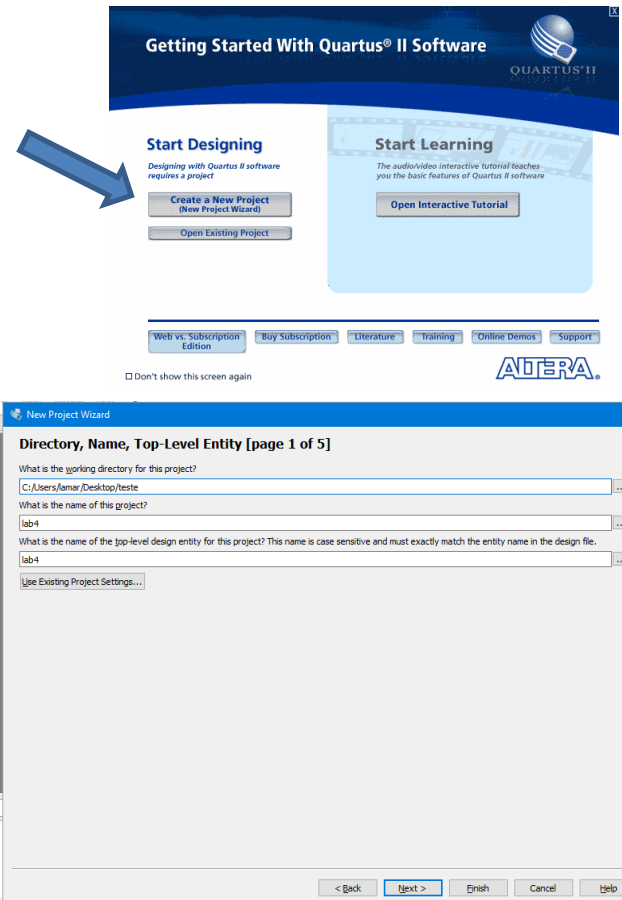 X
Getting Started With Quartus® II Software
QUARTUS® II
Start Designing
Designing with Quartus II software
requires a project
Create a New Project
(New Project Wizard)
Open Existing Project
Start Learning
The audio/video interactive tutorial teaches
you the basic features of Quartus II software
Open Interactive Tutorial
Web vs. Subscription
Edition
Buy Subscription
Literature
Training
Online Demos
Support
Don't show this screen again
ALTERA®
New Project Wizard
Directory, Name, Top-Level Entity [page 1 of 5]
What is the working directory for this project?
C:/Users/lamar/Desktop/teste
..
What is the name of this project?
lab4
..
What is the name of the top-level design entity for this project? This name is case sensitive and must exactly match the entity name in the design file.
lab4
..
Use Existing Project Settings...
< Back
Next >
Finish
Cancel
Help